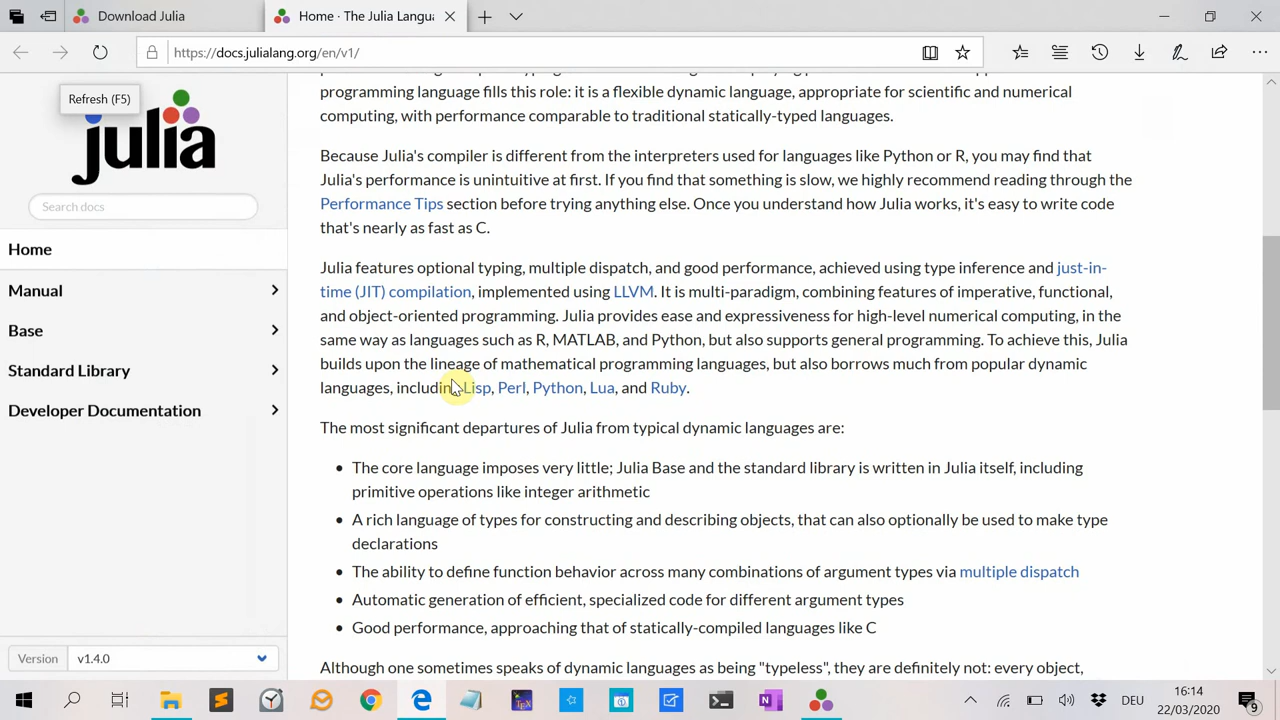 Download Julia
Home · The Julia Langua
https://docs.julialang.org/en/v1/
Refresh (F5)
julia
Search docs
Home
Manual
Base
Standard Library
Developer Documentation
Version v1.4.0
programming language fills this role: it is a flexible dynamic language, appropriate for scientific and numerical
computing, with performance comparable to traditional statically-typed languages.
Because Julia's compiler is different from the interpreters used for languages like Python or R, you may find that
Julia's performance is unintuitive at first. If you find that something is slow, we highly recommend reading through the
Performance Tips section before trying anything else. Once you understand how Julia works, it's easy to write code
that's nearly as fast as C.
Julia features optional typing, multiple dispatch, and good performance, achieved using type inference and just-in-
time (JIT) compilation, implemented using LLVM. It is multi-paradigm, combining features of imperative, functional,
and object-oriented programming. Julia provides ease and expressiveness for high-level numerical computing, in the
same way as languages such as R, MATLAB, and Python, but also supports general programming. To achieve this, Julia
builds upon the lineage of mathematical programming languages, but also borrows much from popular dynamic
languages, including Lisp, Perl, Python, Lua, and Ruby.
The most significant departures of Julia from typical dynamic languages are:
• The core language imposes very little; Julia Base and the standard library is written in Julia itself, including
primitive operations like integer arithmetic
• A rich language of types for constructing and describing objects, that can also optionally be used to make type
declarations
• The ability to define function behavior across many combinations of argument types via multiple dispatch
• Automatic generation of efficient, specialized code for different argument types
• Good performance, approaching that of statically-compiled languages like C
Although one sometimes speaks of dynamic languages as being "typeless", they are definitely not: every object,
DEU
16:14
22/03/2020
9